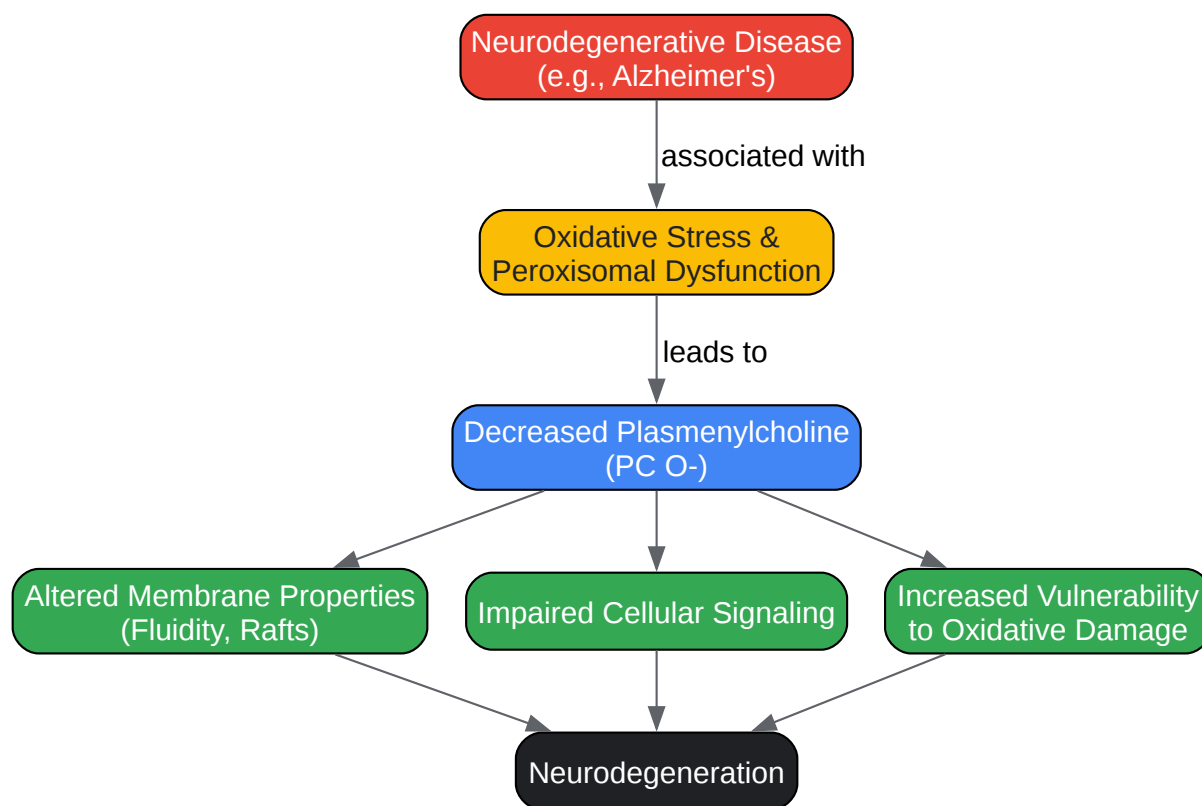 Neurodegenerative Disease
(e.g., Alzheimer's)
associated with
Oxidative Stress &
Peroxisomal Dysfunction
leads to
Decreased Plasmenylcholine
(PC O-)
Altered Membrane Properties
(Fluidity, Rafts)
Impaired Cellular Signaling
Increased Vulnerability
to Oxidative Damage
Neurodegeneration